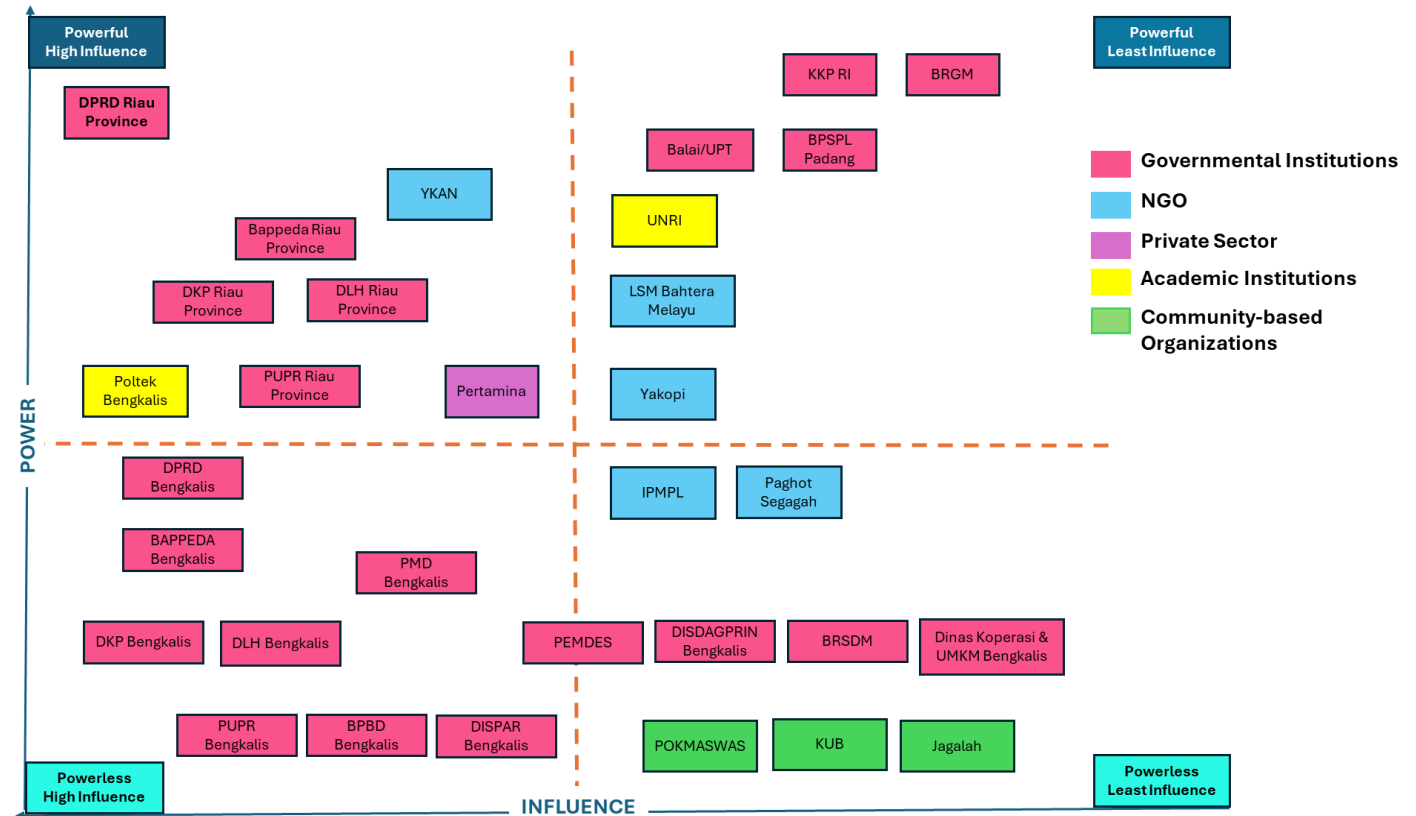 Powerful
High Influence
Powerful
Least Influence
KKP RI
BRGM
DPRD Riau
Province
Balai/UPT
BPSPL
Padang
Governmental Institutions
NGO
Private Sector
Academic Institutions
Community-based
Organizations
YKAN
UNRI
Bappeda Riau
Province
DKP Riau
Province
DLH Riau
Province
LSM Bahtera
Melayu
Poltek
Bengkalis
PUPR Riau
Province
Pertamina
Yakopi
POWER
DPRD
Bengkalis
IPMPL
Paghot
Segagah
BAPPEDA
Bengkalis
PMD
Bengkalis
DKP Bengkalis
DLH Bengkalis
PEMDES
DISDAGPRIN
Bengkalis
BRSDM
Dinas Koperasi &
UMKM Bengkalis
PUPR
Bengkalis
BPBD
Bengkalis
DISPAR
Bengkalis
POKMASWAS
KUB
Jagalah
Powerless
High Influence
INFLUENCE
Powerless
Least Influence